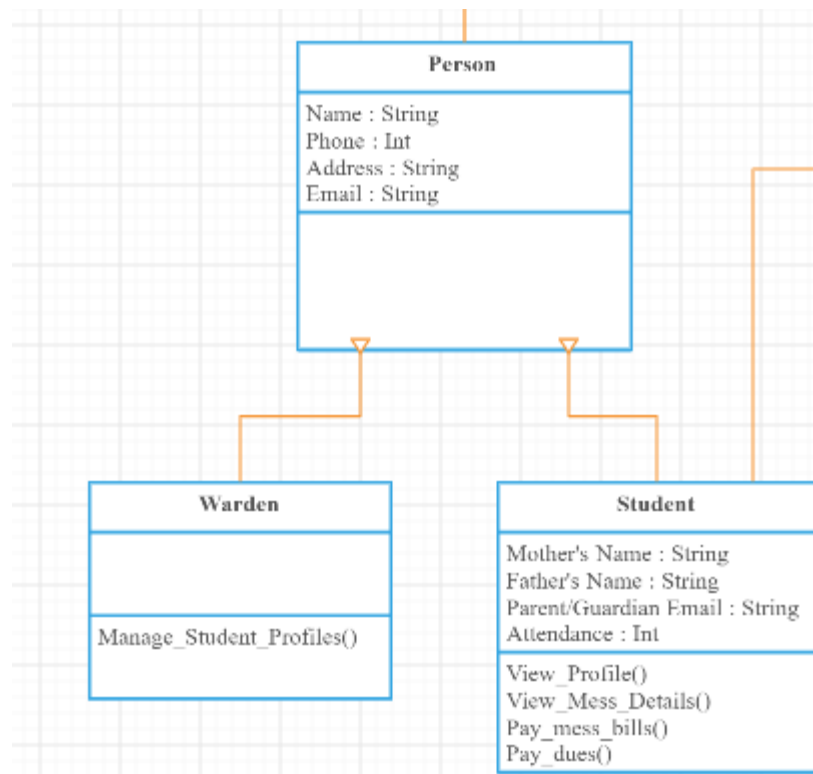 Person
Name : String
Phone : Int
Address : String
Email : String
Warden
Manage_Student_Profiles()
Student
Mother's Name : String
Father's Name : String
Parent/Guardian Email : String
Attendance : Int
View_Profile()
View_Mess_Details()
Pay_mess_bills()
Pay_dues()